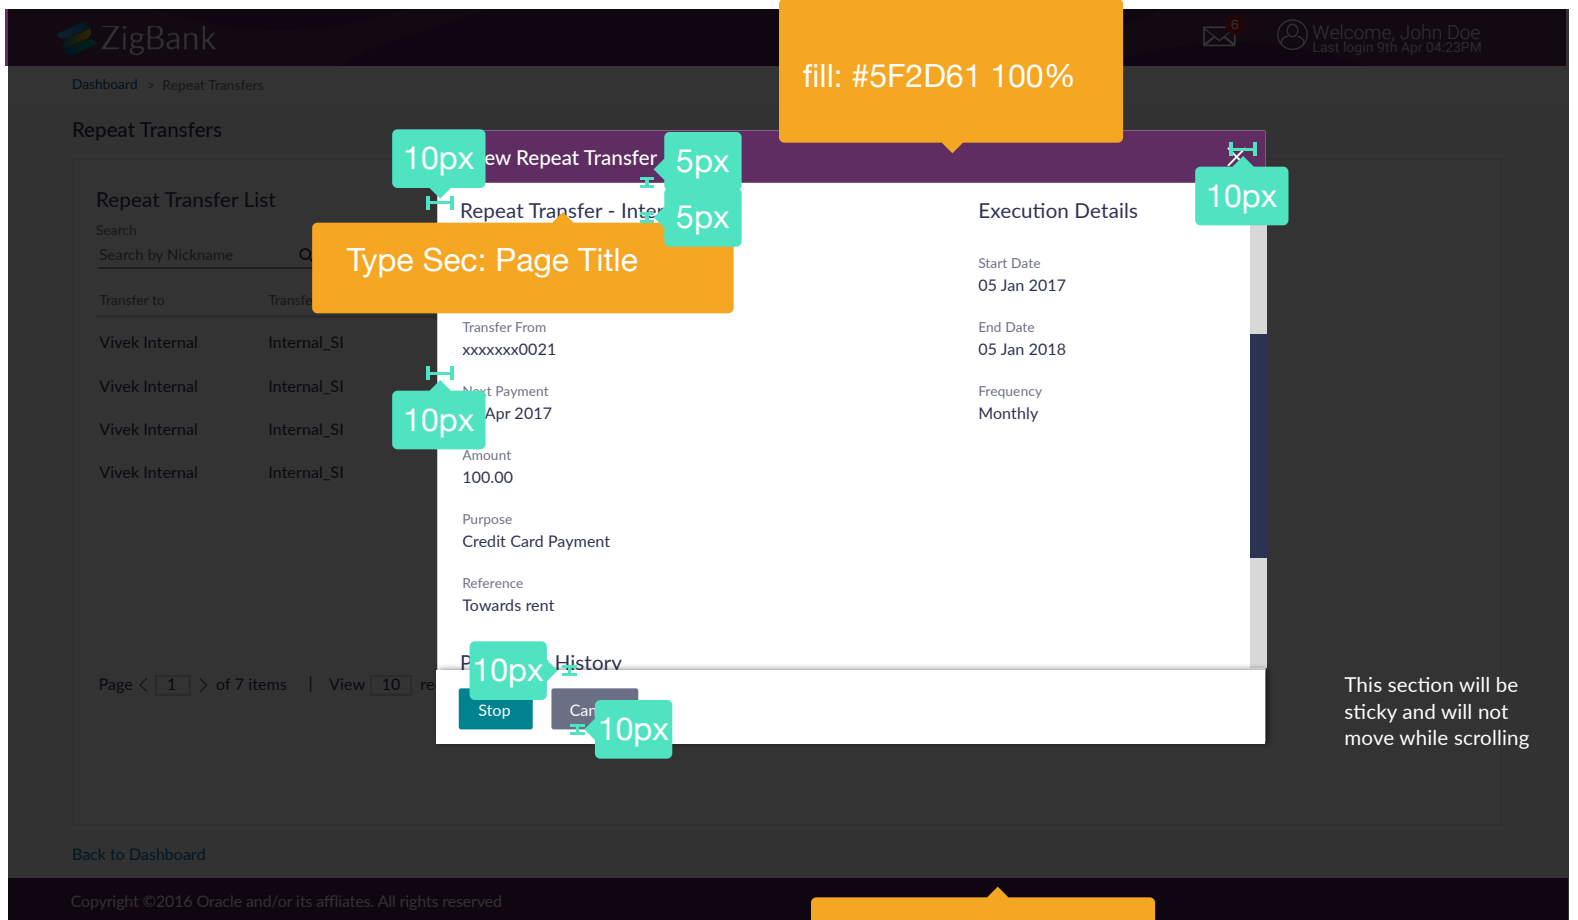 ZigBank
6
Welcome, John Doe
Last login 9th Apr 04:23PM
fill: #5F2D61 100%
Dashboard > Repeat Transfers
Repeat Transfers
10px
ew Repeat Transfer
5px
10px
Repeat Transfer List
Repeat Transfer - Inter
5px
Execution Details
Search
Search by Nickname
Type Sec: Page Title
Start Date
05 Jan 2017
Transfer to
Transfe
Transfer From
xxxxxxx0021
End Date
05 Jan 2018
Vivek Internal Internal_SI
Vivek Internal Internal_SI
Vivek Internal Internal_SI
Vivek Internal Internal_SI
10px
Next Payment
Apr 2017
Frequency
Monthly
Amount
100.00
Purpose
Credit Card Payment
Reference
Towards rent
10px
History
Page < 1 > of 7 items | View 10 re
Stop
Can
10px
This section will be
sticky and will not
move while scrolling
Back to Dashboard
Copyright ©2016 Oracle and/or its affliates. All rights reserved